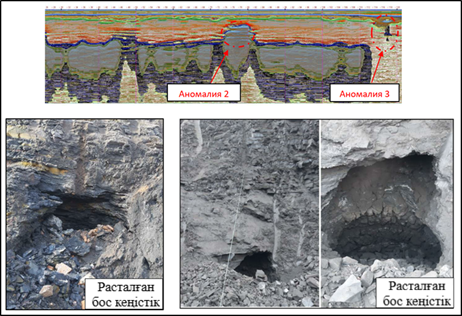 Аномалия 2
Аномалия 3
Расталған
бос кеңістік
Расталған
бос кеңістік